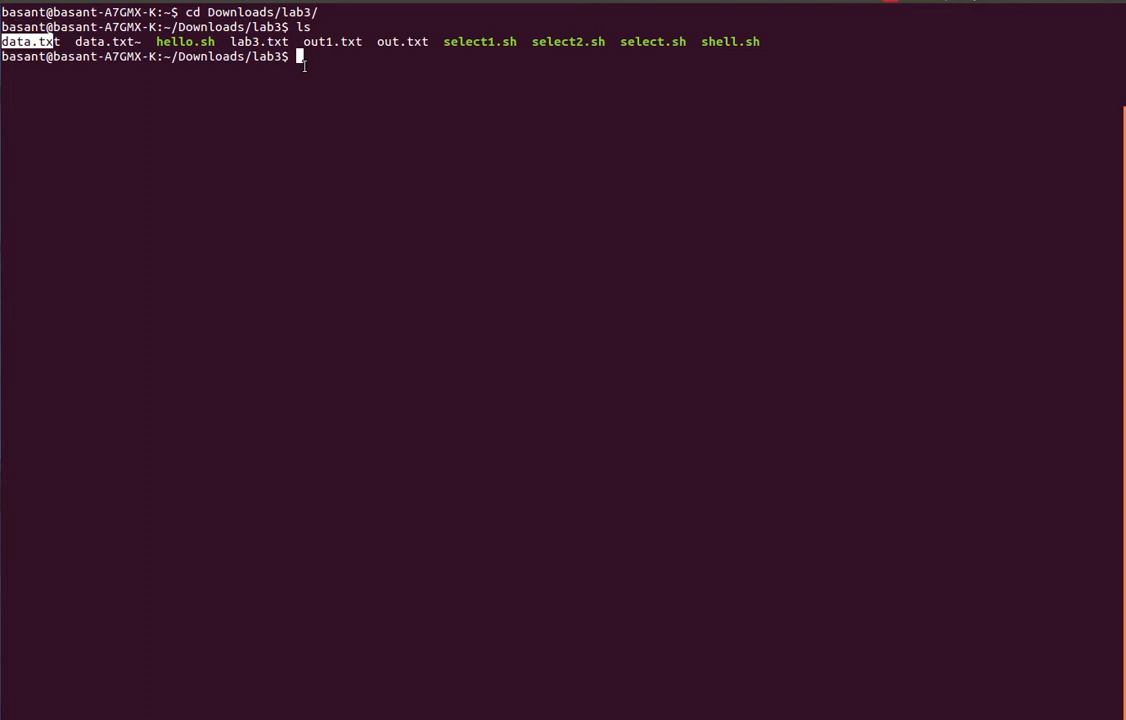 basant@basant-A7GMX-K:~$ cd Downloads/lab3/
basant@basant-A7GMX-K:~/Downloads/lab3$ ls
data.txt  data.txt~  hello.sh  lab3.txt  out1.txt  out.txt  select1.sh  select2.sh  select.sh  shell.sh
basant@basant-A7GMX-K:~/Downloads/lab3$